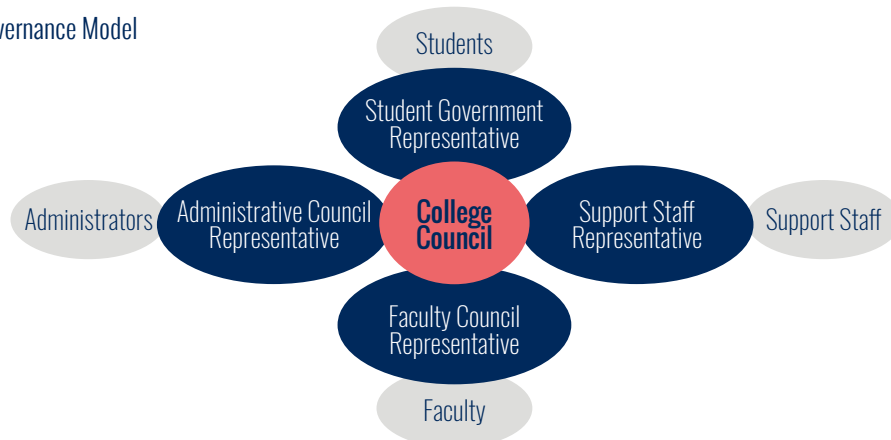 vernance Model
Students
Student Government
Representative
Administrators
Administrative Council
Representative
College
Council
Support Staff
Representative
Support Staff
Faculty Council
Representative
Faculty